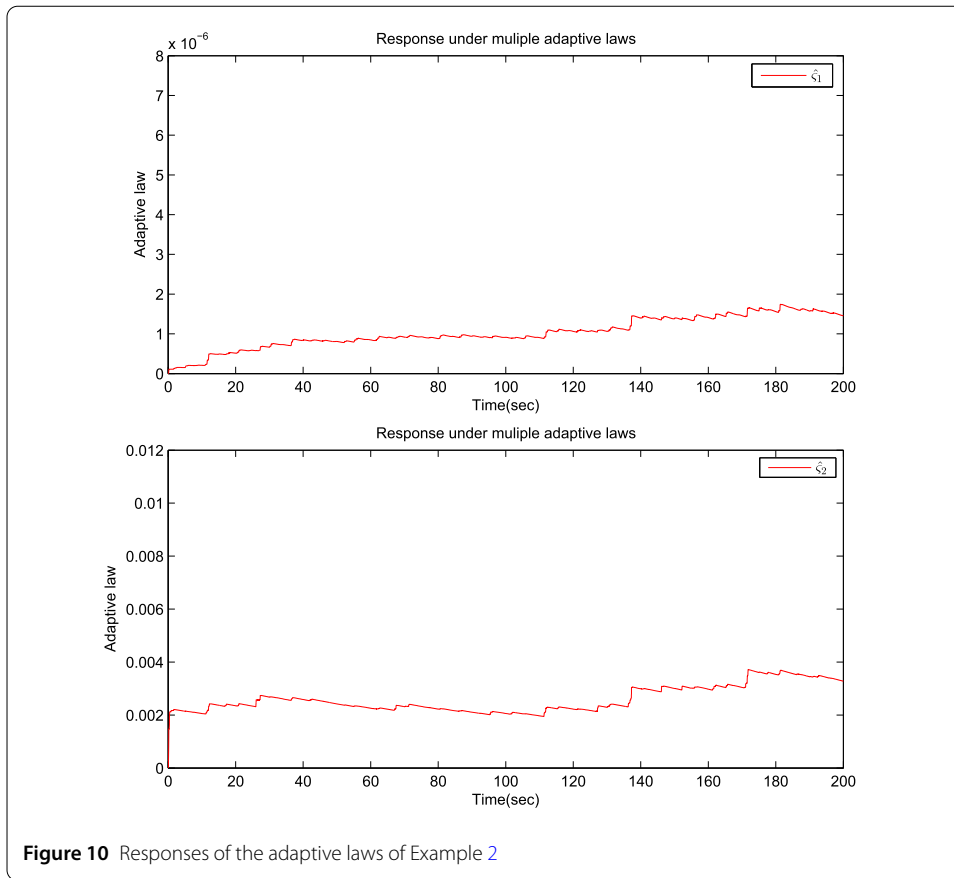 x 10⁻⁶
Response under muliple adaptive laws
8
7
6
5
4
3
2
1
0
Adaptive law
ς̂₁
0 20 40 60 80 100 120 140 160 180 200
Time(sec)
Response under muliple adaptive laws
0.012
0.01
0.008
0.006
0.004
0.002
0
Adaptive law
ς̂₂
0 20 40 60 80 100 120 140 160 180 200
Time(sec)
Figure 10 Responses of the adaptive laws of Example 2